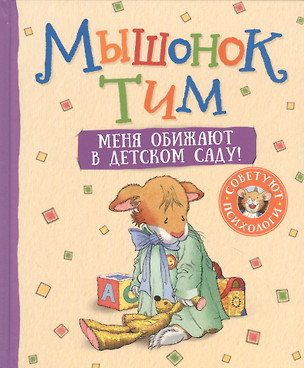 Мышонок
Тим
МЕНЯ ОБИЖАЮТ
В ДЕТСКОМ САДУ!
СОВЕТУЮТ
ПСИХОЛОГИ
A